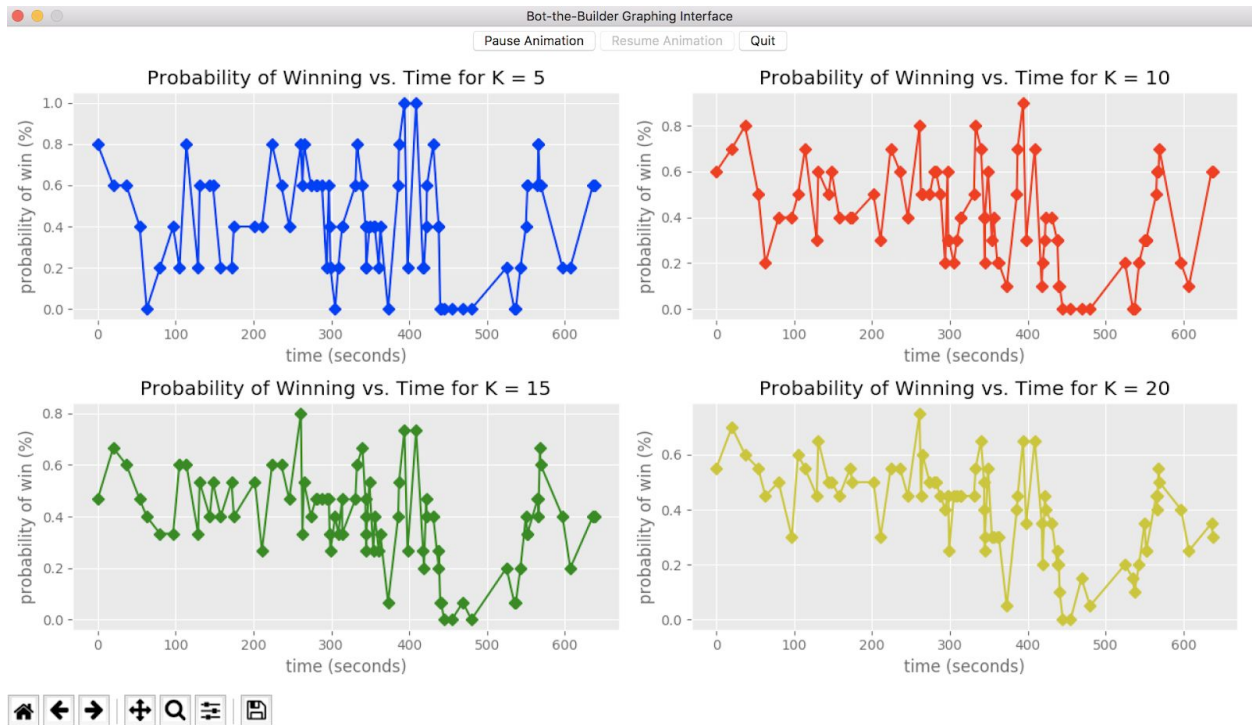 Bot-the-Builder Graphing Interface
Pause Animation Resume Animation Quit
Probability of Winning vs. Time for K = 5
probability of win (%)
1.0
0.8
0.6
0.4
0.2
0.0
0 100 200 300 400 500 600
time (seconds)
Probability of Winning vs. Time for K = 10
probability of win (%)
0.8
0.6
0.4
0.2
0.0
0 100 200 300 400 500 600
time (seconds)
Probability of Winning vs. Time for K = 15
probability of win (%)
0.8
0.6
0.4
0.2
0.0
0 100 200 300 400 500 600
time (seconds)
Probability of Winning vs. Time for K = 20
probability of win (%)
0.6
0.4
0.2
0.0
0 100 200 300 400 500 600
time (seconds)